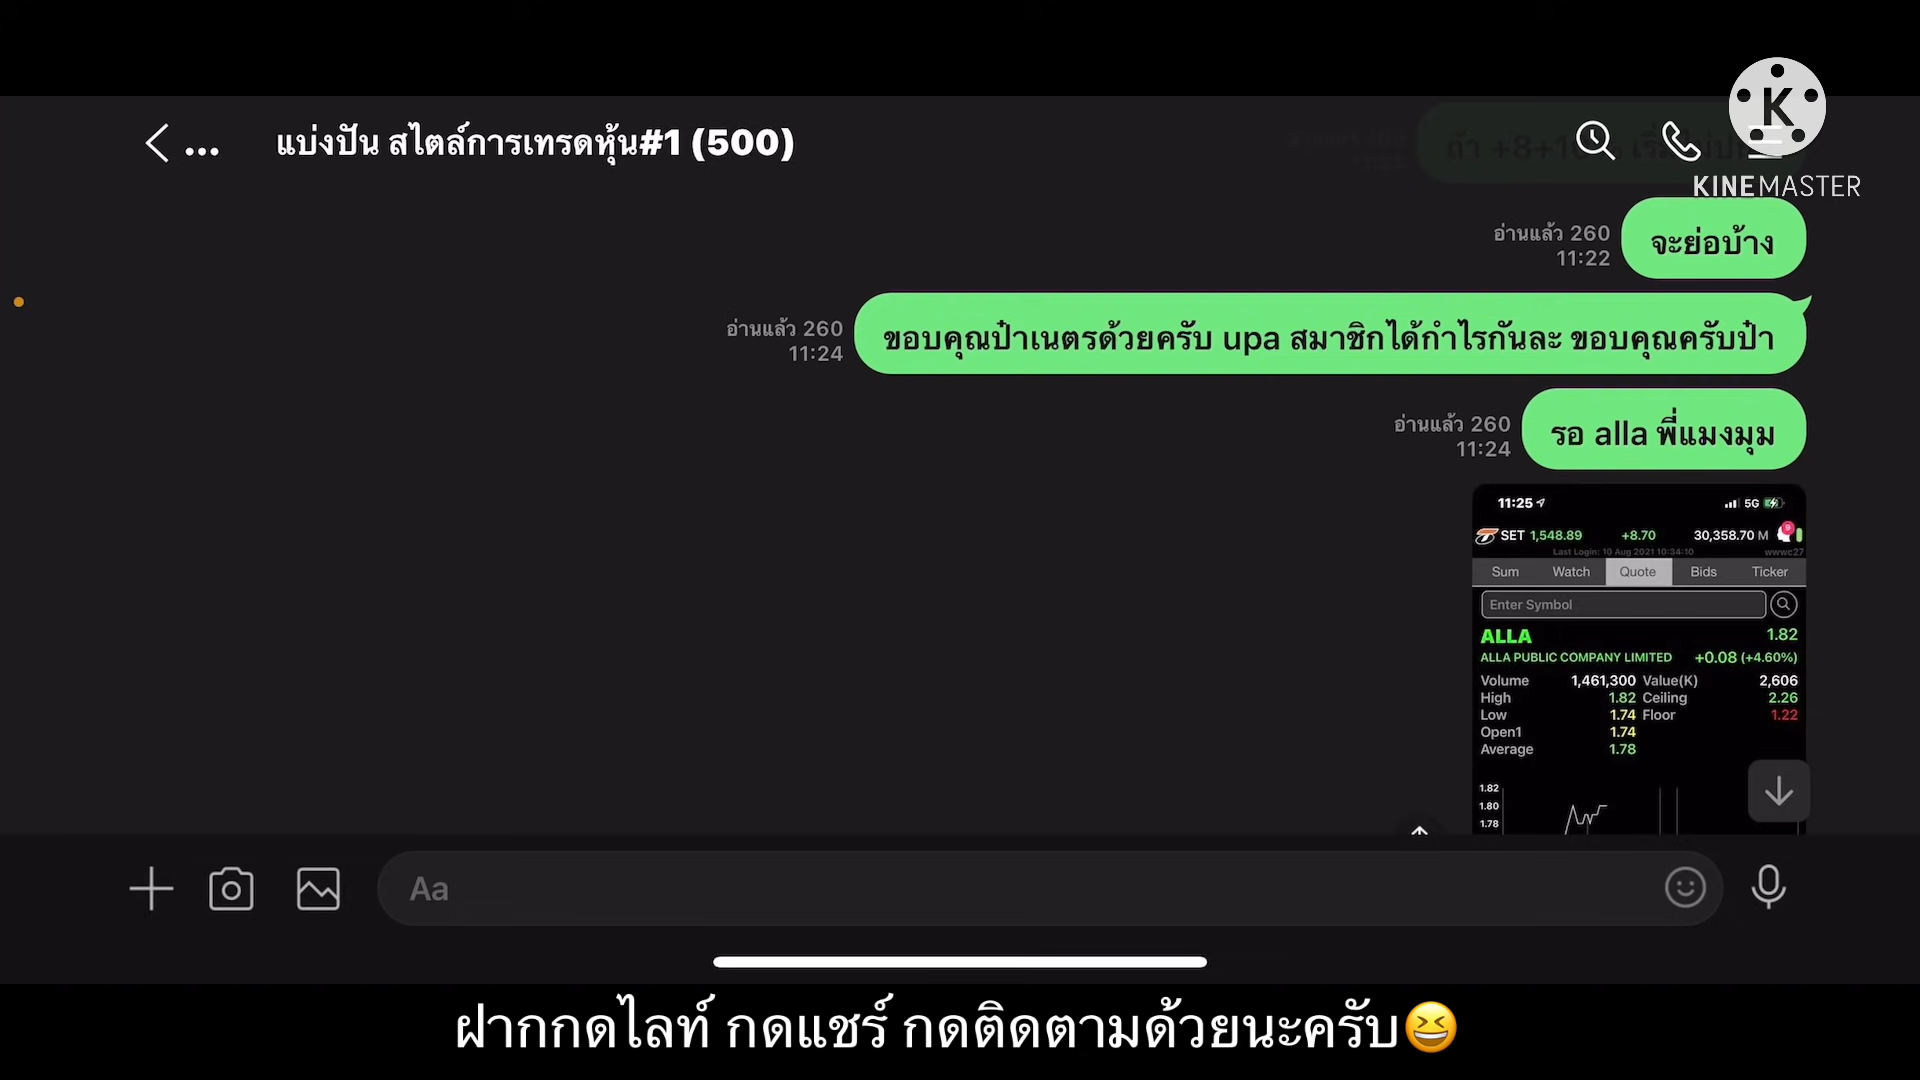 ... แบ่งปัน สไตล์การเทรดหุ้น#1 (500)
K
KINEMASTER
อ่านแล้ว 260
11:22
จะย่อบ้าง
อ่านแล้ว 260
11:24
ขอบคุณป๋าเนตรด้วยครับ upa สมาชิกได้กำไรกันละ ขอบคุณครับป๋า
อ่านแล้ว 260
11:24
รอ alla พี่แมงมุม
11:25 5G
SET 1,548.89 +8.70 30,358.70 M 9
Last Login: 10 Aug 2021 10:34:10 wwwc27
Sum Watch Quote Bids Ticker
Enter Symbol
ALLA 1.82
ALLA PUBLIC COMPANY LIMITED +0.08 (+4.60%)
Volume 1,461,300 Value(K) 2,606
High 1.82 Ceiling 2.26
Low 1.74 Floor 1.22
Open1 1.74
Average 1.78
1.82
1.80
1.78
Aa
ฝากกดไลท์ กดแชร์ กดติดตามด้วยนะครับ😆